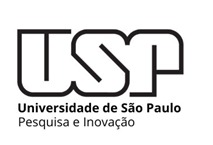 USP
Universidade de São Paulo
Pesquisa e Inovação